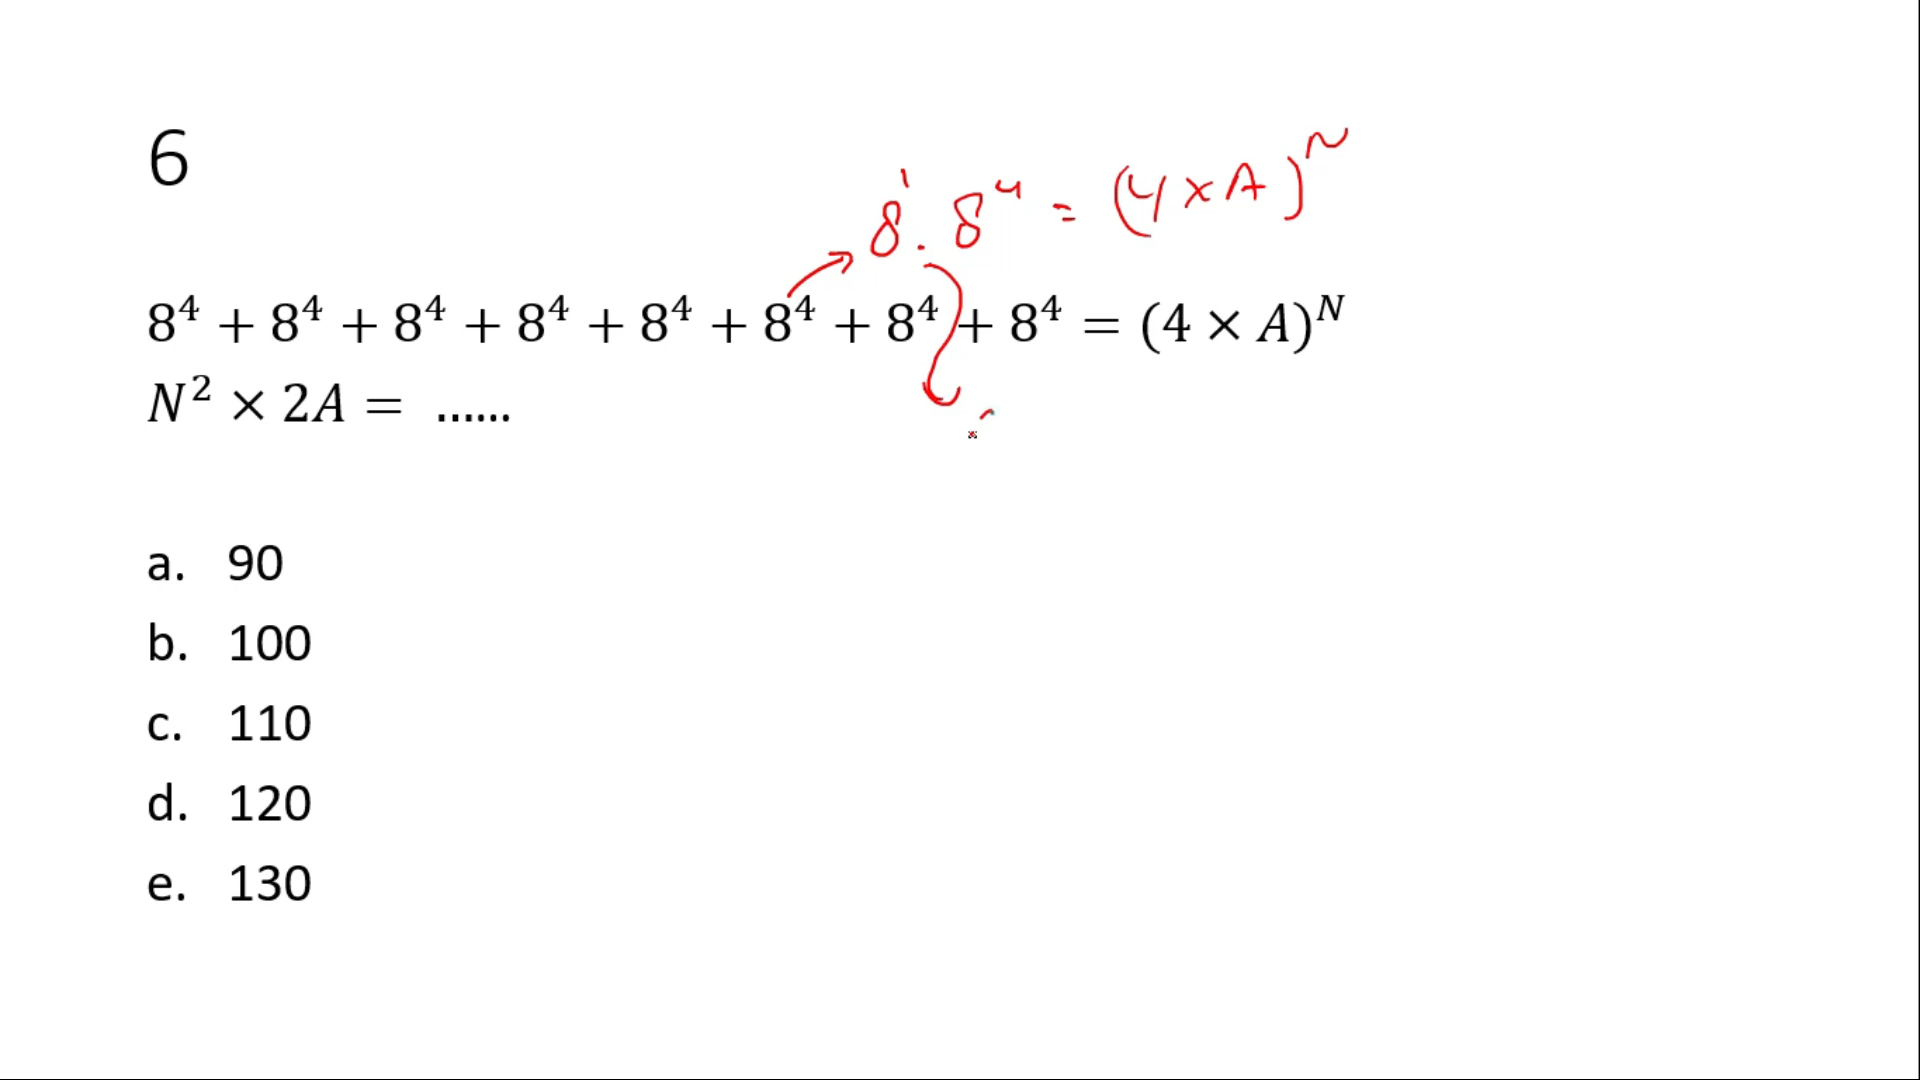 6
8¹ . 8⁴ = (4 × A)ᴺ
8⁴ + 8⁴ + 8⁴ + 8⁴ + 8⁴ + 8⁴ + 8⁴ + 8⁴ = (4 × A)ᴺ
N² × 2A = ......
a. 90
b. 100
c. 110
d. 120
e. 130